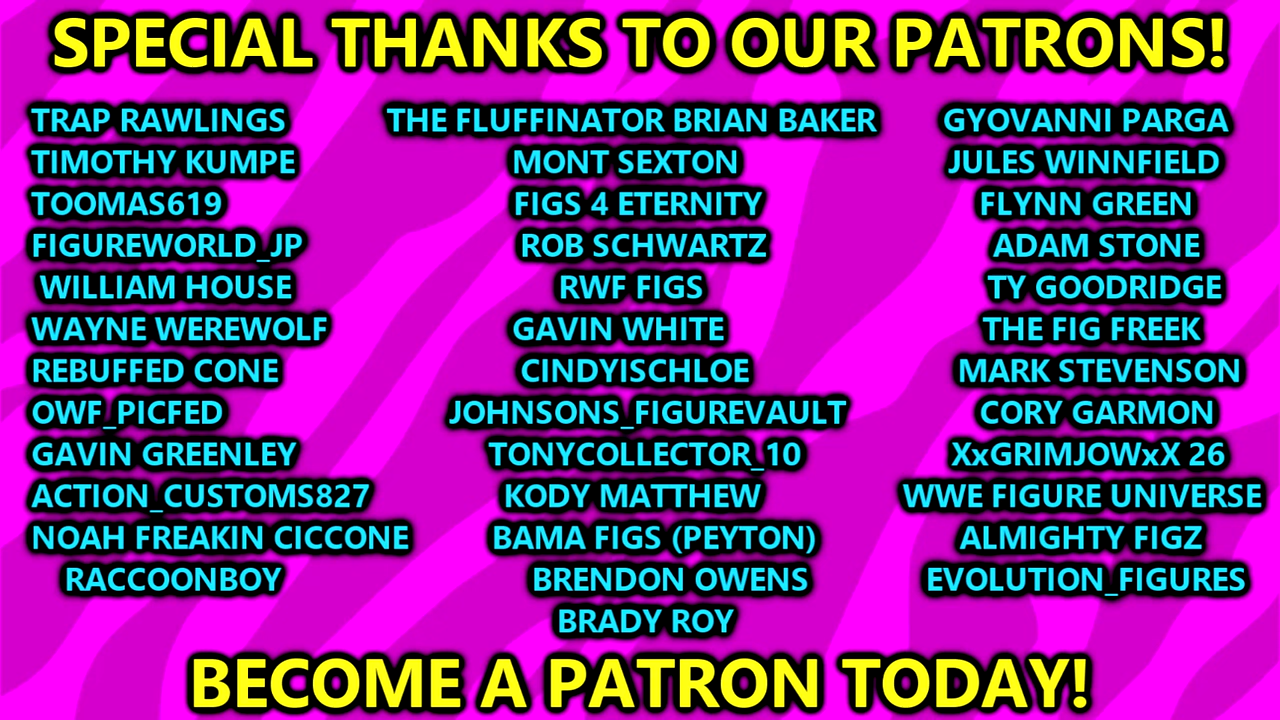 SPECIAL THANKS TO OUR PATRONS!
TRAP RAWLINGS
TIMOTHY KUMPE
TOOMAS619
FIGUREWORLD_JP
WILLIAM HOUSE
WAYNE WEREWOLF
REBUFFED CONE
OWF_PICFED
GAVIN GREENLEY
ACTION_CUSTOMS827
NOAH FREAKIN CICCONE
RACCOONBOY
THE FLUFFINATOR BRIAN BAKER
MONT SEXTON
FIGS 4 ETERNITY
ROB SCHWARTZ
RWF FIGS
GAVIN WHITE
CINDYISCHLOE
JOHNSONS_FIGUREVAULT
TONYCOLLECTOR_10
KODY MATTHEW
BAMA FIGS (PEYTON)
BRENDON OWENS
BRADY ROY
GYOVANNI PARGA
JULES WINNFIELD
FLYNN GREEN
ADAM STONE
TY GOODRIDGE
THE FIG FREEK
MARK STEVENSON
CORY GARMON
XxGRIMJOWxX 26
WWE FIGURE UNIVERSE
ALMIGHTY FIGZ
EVOLUTION_FIGURES
BECOME A PATRON TODAY!